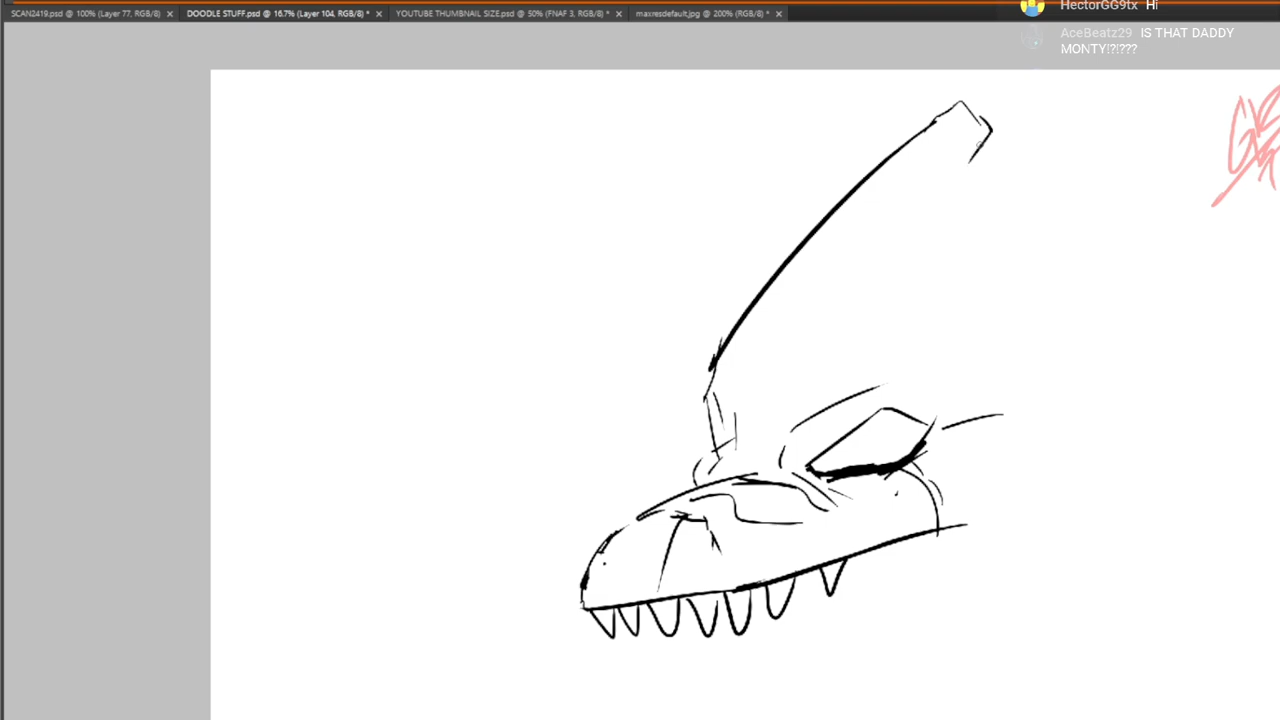 SCAN2419.psd @ 100% (Layer 77, RGB/8) × DOODLE STUFF.psd @ 16.7% (Layer 104, RGB/8) * × YOUTUBE THUMBNAIL SIZE.psd @ 50% (FNAF 3, RGB/8) * × maxresdefault.jpg @ 200% (RGB/8) * ×
HectorGG9tx Hi
AceBeatz29 IS THAT DADDY
MONTY!?!???